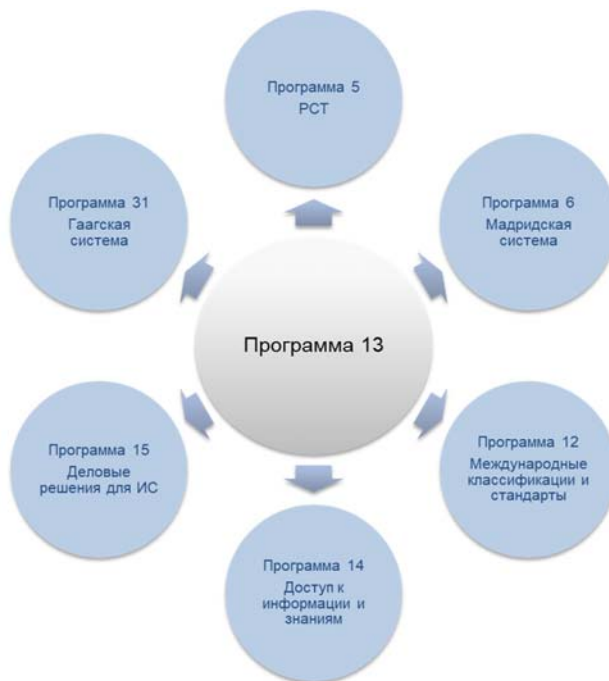 Программа 5
PCT
Программа 31
Гаагская
система
Программа 6
Мадридская
система
Программа 13
Программа 15
Деловые
решения для ИС
Программа 12
Международные
классификации и
стандарты
Программа 14
Доступ к
информации и
знаниям